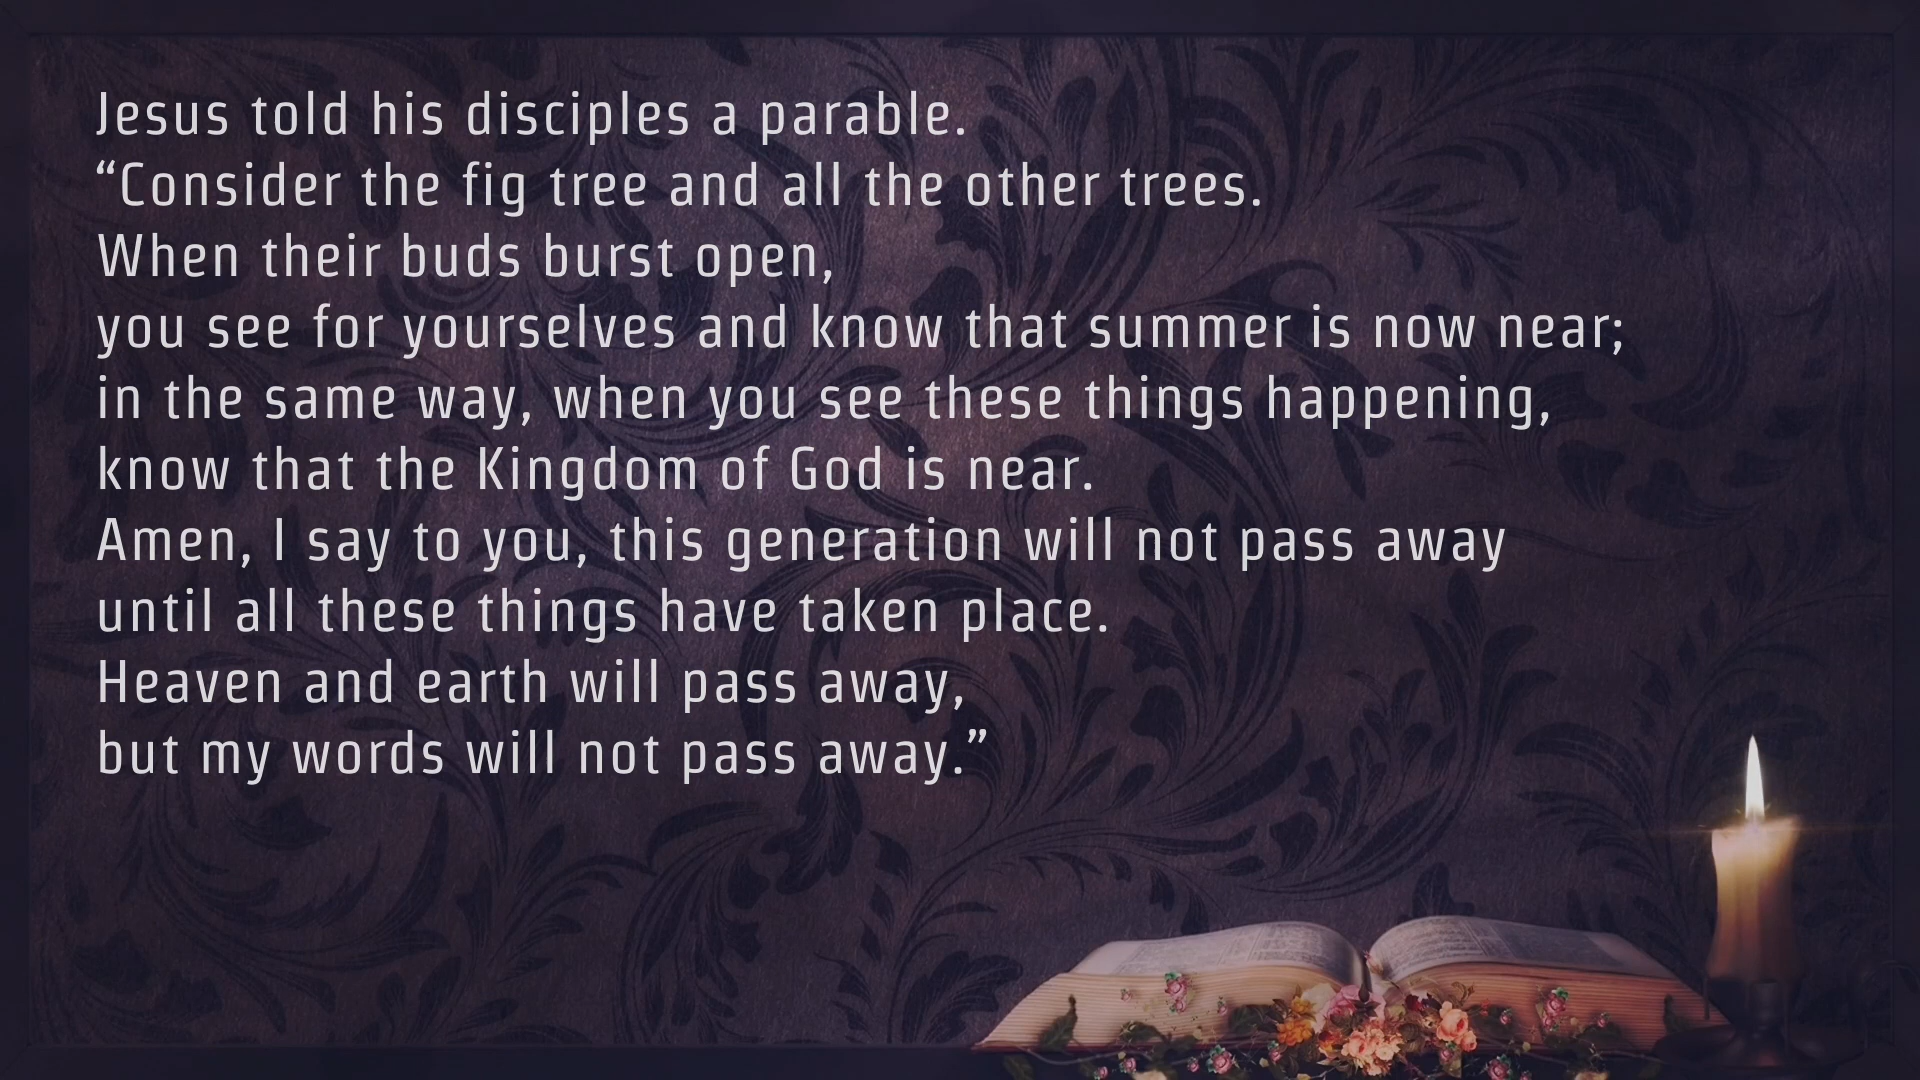 Jesus told his disciples a parable.
“Consider the fig tree and all the other trees.
When their buds burst open,
you see for yourselves and know that summer is now near;
in the same way, when you see these things happening,
know that the Kingdom of God is near.
Amen, I say to you, this generation will not pass away
until all these things have taken place.
Heaven and earth will pass away,
but my words will not pass away.”